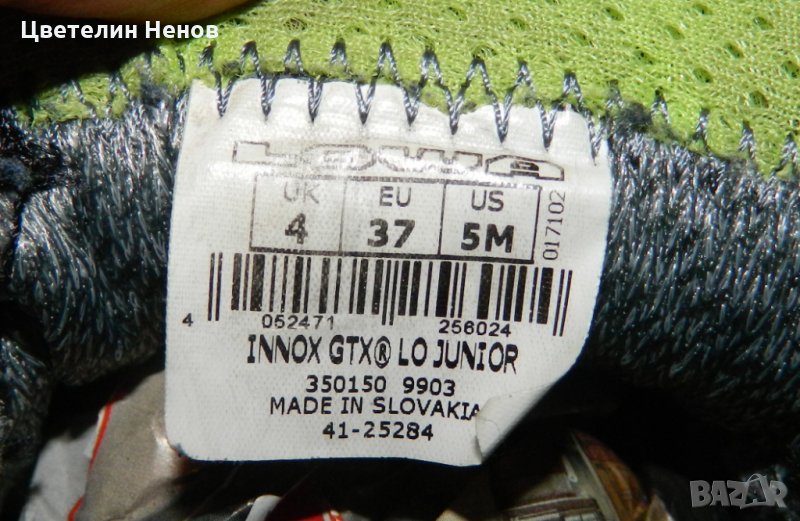 Цветелин Ненов
LOWA
UK EU US
4 37 5M
017102
4 052471 256024
INNOX GTX® LO JUNIOR
350150 9903
MADE IN SLOVAKIA
41-25284
BAZAR